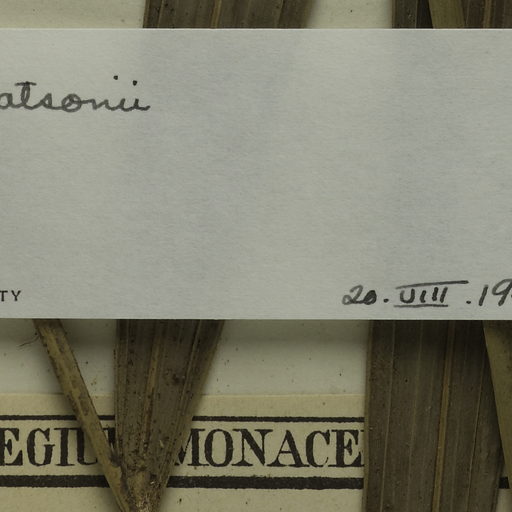 atsonii
TY
20.VIII.19
EGIU MONACE